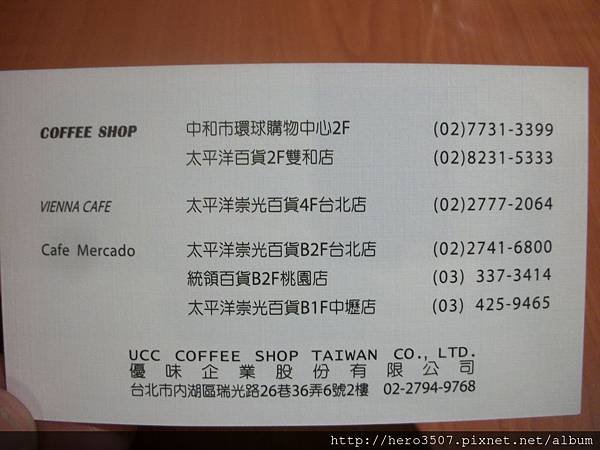 COFFEE SHOP 中和市環球購物中心2F (02)7731-3399
太平洋百貨2F雙和店 (02)8231-5333
VIENNA CAFE 太平洋崇光百貨4F台北店 (02)2777-2064
Cafe Mercado 太平洋崇光百貨B2F台北店 (02)2741-6800
統領百貨B2F桃園店 (03) 337-3414
太平洋崇光百貨B1F中壢店 (03) 425-9465
UCC COFFEE SHOP TAIWAN CO., LTD.
優味企業股份有限公司
台北市內湖區瑞光路26巷36弄6號2樓 02-2794-9768
http://hero3507.pixnet.net/album